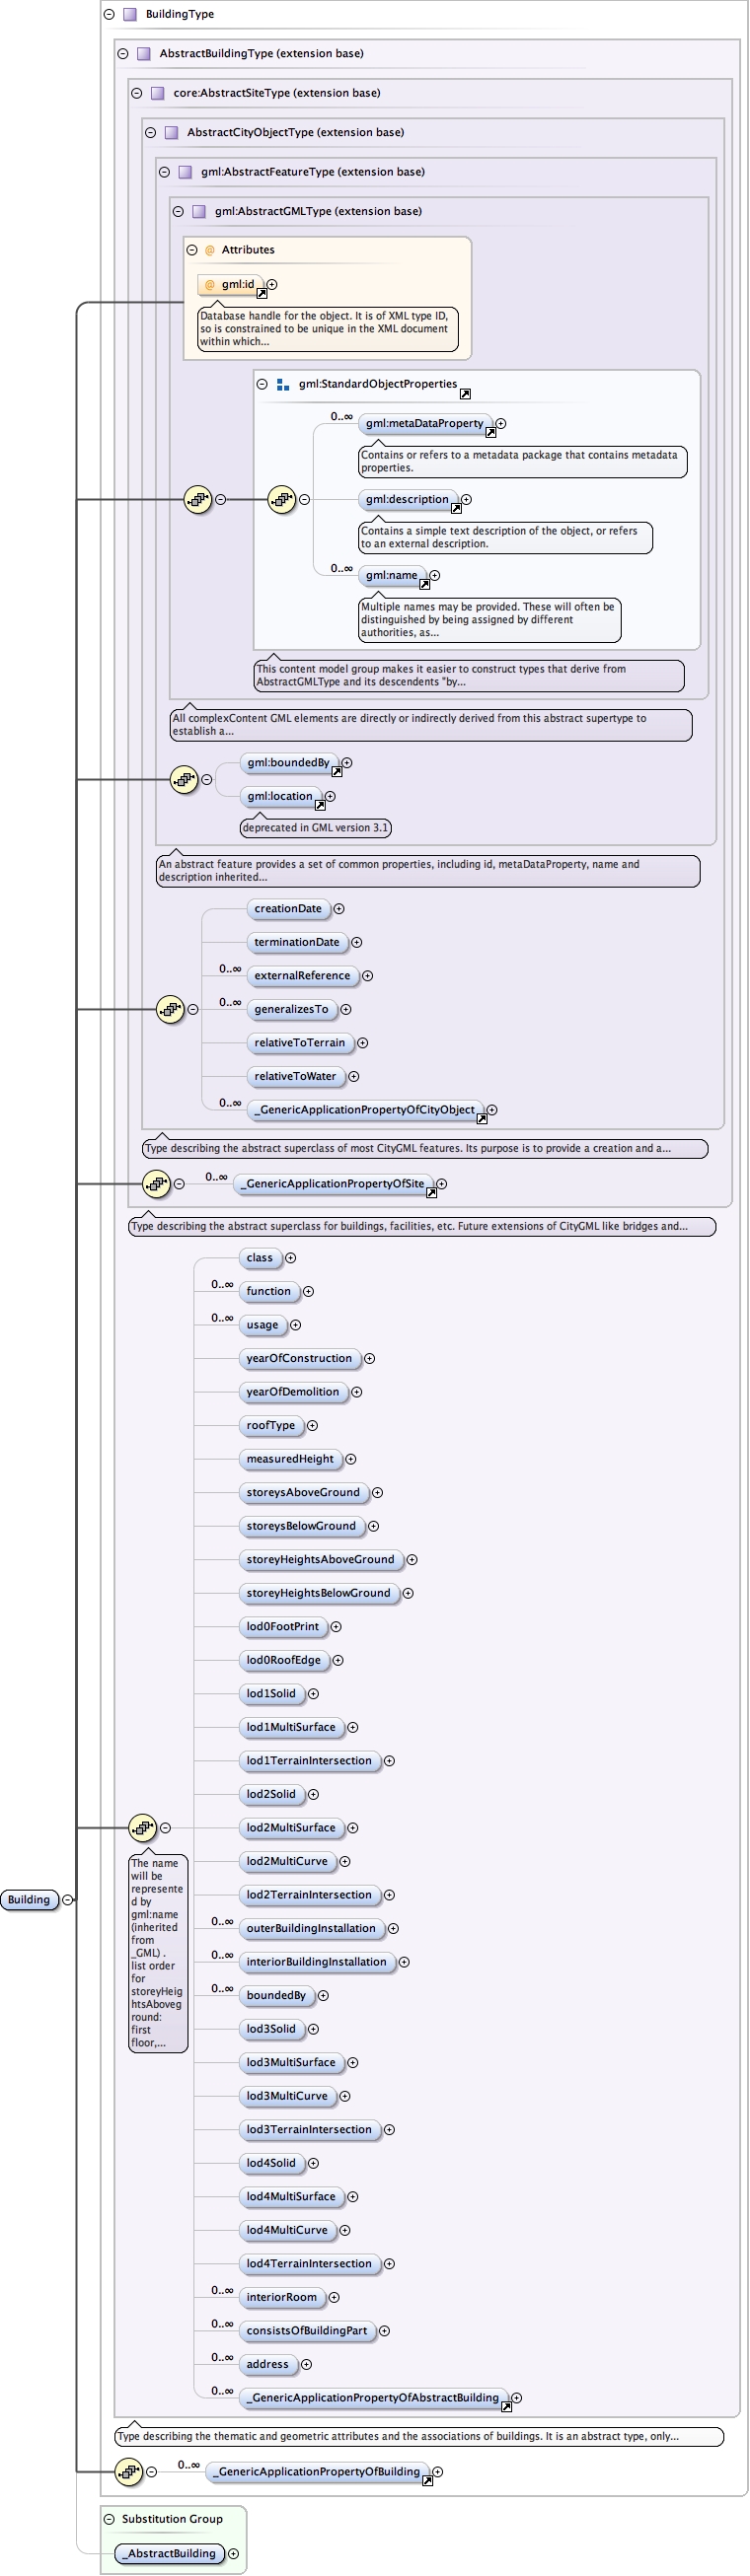 BuildingType
AbstractBuildingType (extension base)
core:AbstractSiteType (extension base)
AbstractCityObjectType (extension base)
gml:AbstractFeatureType (extension base)
gml:AbstractGMLType (extension base)
@ Attributes
@ gml:id
Database handle for the object. It is of XML type ID,
so is constrained to be unique in the XML document
within which...
gml:StandardObjectProperties
0..∞ gml:metaDataProperty
Contains or refers to a metadata package that contains metadata
properties.
gml:description
Contains a simple text description of the object, or refers
to an external description.
0..∞ gml:name
Multiple names may be provided. These will often be
distinguished by being assigned by different
authorities, as...
This content model group makes it easier to construct types that derive from
AbstractGMLType and its descendents "by...
All complexContent GML elements are directly or indirectly derived from this abstract supertype to
establish a...
gml:boundedBy
gml:location
deprecated in GML version 3.1
An abstract feature provides a set of common properties, including id, metaDataProperty, name and
description inherited...
creationDate
terminationDate
0..∞ externalReference
0..∞ generalizesTo
relativeToTerrain
relativeToWater
0..∞ _GenericApplicationPropertyOfCityObject
Type describing the abstract superclass of most CityGML features. Its purpose is to provide a creation and a...
0..∞ _GenericApplicationPropertyOfSite
Type describing the abstract superclass for buildings, facilities, etc. Future extensions of CityGML like bridges and...
class
0..∞ function
0..∞ usage
yearOfConstruction
yearOfDemolition
roofType
measuredHeight
storeysAboveGround
storeysBelowGround
storeyHeightsAboveGround
storeyHeightsBelowGround
lod0FootPrint
lod0RoofEdge
lod1Solid
lod1MultiSurface
lod1TerrainIntersection
lod2Solid
lod2MultiSurface
lod2MultiCurve
lod2TerrainIntersection
0..∞ outerBuildingInstallation
0..∞ interiorBuildingInstallation
0..∞ boundedBy
lod3Solid
lod3MultiSurface
lod3MultiCurve
lod3TerrainIntersection
lod4Solid
lod4MultiSurface
lod4MultiCurve
lod4TerrainIntersection
0..∞ interiorRoom
0..∞ consistsOfBuildingPart
0..∞ address
0..∞ _GenericApplicationPropertyOfAbstractBuilding
The name
will be
represente
d by
gml:name
(inherited
from
_GML) .
list order
for
storeyHei
ghtsAboveg
round:
first
floor,...
Building
Type describing the thematic and geometric attributes and the associations of buildings. It is an abstract type, only...
0..∞ _GenericApplicationPropertyOfBuilding
Substitution Group
_AbstractBuilding